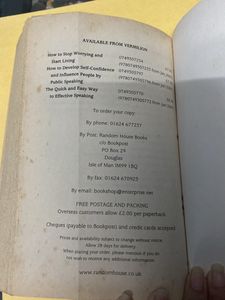 AVAILABLE FROM VERMILION
How to Stop Worrying and
Start Living
0749307234
How to Develop Self-Confidence
and Influence People by
Public Speaking
0749305797
The Quick and Easy Way
to Effective Speaking
To order your copy
By phone: 01624 677237
By Post: Random House Books
c/o Bookpost
PO Box 29
Douglas
Isle of Man IM99 1BQ
By fax: 01624 670923
By email: bookshop@enterprise.net
FREE POSTAGE AND PACKING
Overseas customers allow £2.00 per paperback
Cheques (payable to Bookpost) and credit cards accepted
Prices and availability subject to change without notice.
Allow 28 days for delivery.
When placing your order, please mention if you do not
wish to receive any additional information.
www.randomhouse.co.uk